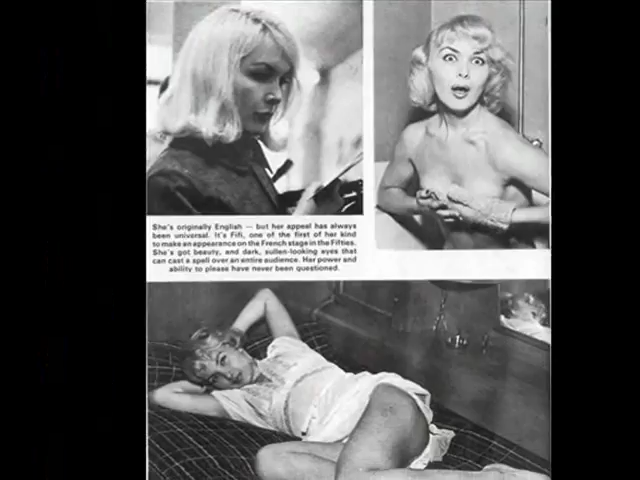 She's originally English — but her appeal has always
been universal. It's Fifi, one of the first of her kind
to make an appearence on the French stage in the Fifties.
She's got beauty, and dark, sullen-looking eyes that
can cast a spell over an entire audience. Her power and
ability to please have never been questioned.